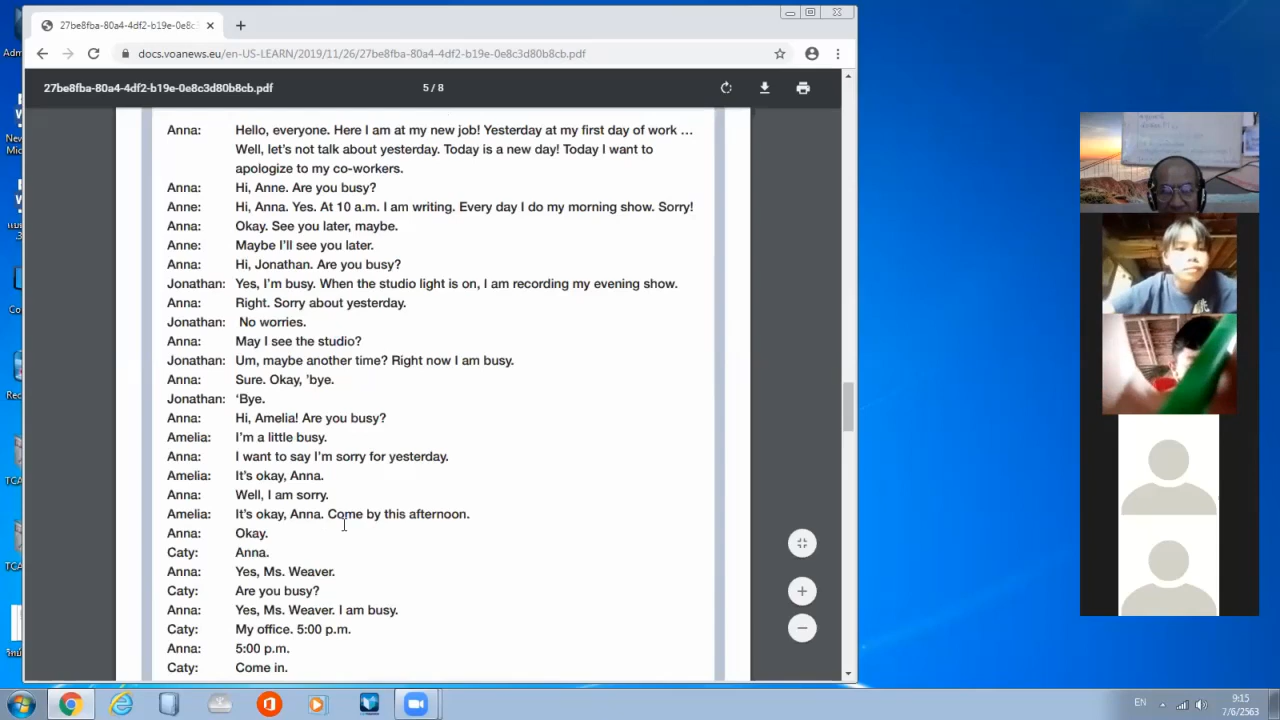 27be8fba-80a4-4df2-b19e-0e8c:
docs.voanews.eu/en-US-LEARN/2019/11/26/27be8fba-80a4-4df2-b19e-0e8c3d80b8cb.pdf
27be8fba-80a4-4df2-b19e-0e8c3d80b8cb.pdf
5 / 8
Anna: Hello, everyone. Here I am at my new job! Yesterday at my first day of work …
Well, let's not talk about yesterday. Today is a new day! Today I want to
apologize to my co-workers.
Anna: Hi, Anne. Are you busy?
Anne: Hi, Anna. Yes. At 10 a.m. I am writing. Every day I do my morning show. Sorry!
Anna: Okay. See you later, maybe.
Anne: Maybe I'll see you later.
Anna: Hi, Jonathan. Are you busy?
Jonathan: Yes, I'm busy. When the studio light is on, I am recording my evening show.
Anna: Right. Sorry about yesterday.
Jonathan: No worries.
Anna: May I see the studio?
Jonathan: Um, maybe another time? Right now I am busy.
Anna: Sure. Okay, 'bye.
Jonathan: 'Bye.
Anna: Hi, Amelia! Are you busy?
Amelia: I'm a little busy.
Anna: I want to say I'm sorry for yesterday.
Amelia: It's okay, Anna.
Anna: Well, I am sorry.
Amelia: It's okay, Anna. Come by this afternoon.
Anna: Okay.
Caty: Anna.
Anna: Yes, Ms. Weaver.
Caty: Are you busy?
Anna: Yes, Ms. Weaver. I am busy.
Caty: My office. 5:00 p.m.
Anna: 5:00 p.m.
Caty: Come in.
EN
9:15
7/6/2563